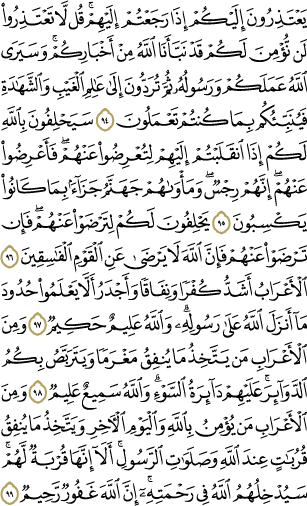 يَعْتَذِرُونَ إِلَيْكُمْ إِذَا رَجَعْتُمْ إِلَيْهِمْ ۚ قُل لَّا تَعْتَذِرُوا۟
لَن نُّؤْمِنَ لَكُمْ قَدْ نَبَّأَنَا ٱللَّهُ مِنْ أَخْبَارِكُمْ ۚ وَسَيَرَى
ٱللَّهُ عَمَلَكُمْ وَرَسُولُهُۥ ثُمَّ تُرَدُّونَ إِلَىٰ عَـٰلِمِ ٱلْغَيْبِ وَٱلشَّهَـٰدَةِ
فَيُنَبِّئُكُم بِمَا كُنتُمْ تَعْمَلُونَ ٩٤ سَيَحْلِفُونَ بِٱللَّهِ
لَكُمْ إِذَا ٱنقَلَبْتُمْ إِلَيْهِمْ لِتُعْرِضُوا۟ عَنْهُمْ ۖ فَأَعْرِضُوا۟
عَنْهُمْ ۖ إِنَّهُمْ رِجْسٌ ۖ وَمَأْوَىٰهُمْ جَهَنَّمُ جَزَآءًۢ بِمَا كَانُوا۟
يَكْسِبُونَ ٩٥ يَحْلِفُونَ لَكُمْ لِتَرْضَوْا۟ عَنْهُمْ ۖ فَإِن
تَرْضَوْا۟ عَنْهُمْ فَإِنَّ ٱللَّهَ لَا يَرْضَىٰ عَنِ ٱلْقَوْمِ ٱلْفَـٰسِقِينَ ٩٦
ٱلْأَعْرَابُ أَشَدُّ كُفْرًا وَنِفَاقًا وَأَجْدَرُ أَلَّا يَعْلَمُوا۟ حُدُودَ
مَآ أَنزَلَ ٱللَّهُ عَلَىٰ رَسُولِهِۦ ۗ وَٱللَّهُ عَلِيمٌ حَكِيمٌ ٩٧ وَمِنَ
ٱلْأَعْرَابِ مَن يَتَّخِذُ مَا يُنفِقُ مَغْرَمًا وَيَتَرَبَّصُ بِكُمُ
ٱلدَّوَآئِرَ ۚ عَلَيْهِمْ دَآئِرَةُ ٱلسَّوْءِ ۗ وَٱللَّهُ سَمِيعٌ عَلِيمٌ ٩٨ وَمِنَ
ٱلْأَعْرَابِ مَن يُؤْمِنُ بِٱللَّهِ وَٱلْيَوْمِ ٱلْـَٔاخِرِ وَيَتَّخِذُ مَا يُنفِقُ
قُرُبَـٰتٍ عِندَ ٱللَّهِ وَصَلَوَٰتِ ٱلرَّسُولِ ۚ أَلَآ إِنَّهَا قُرْبَةٌ لَّهُمْ ۚ
سَيُدْخِلُهُمُ ٱللَّهُ فِى رَحْمَتِهِۦٓ ۗ إِنَّ ٱللَّهَ غَفُورٌ رَّحِيمٌ ٩٩